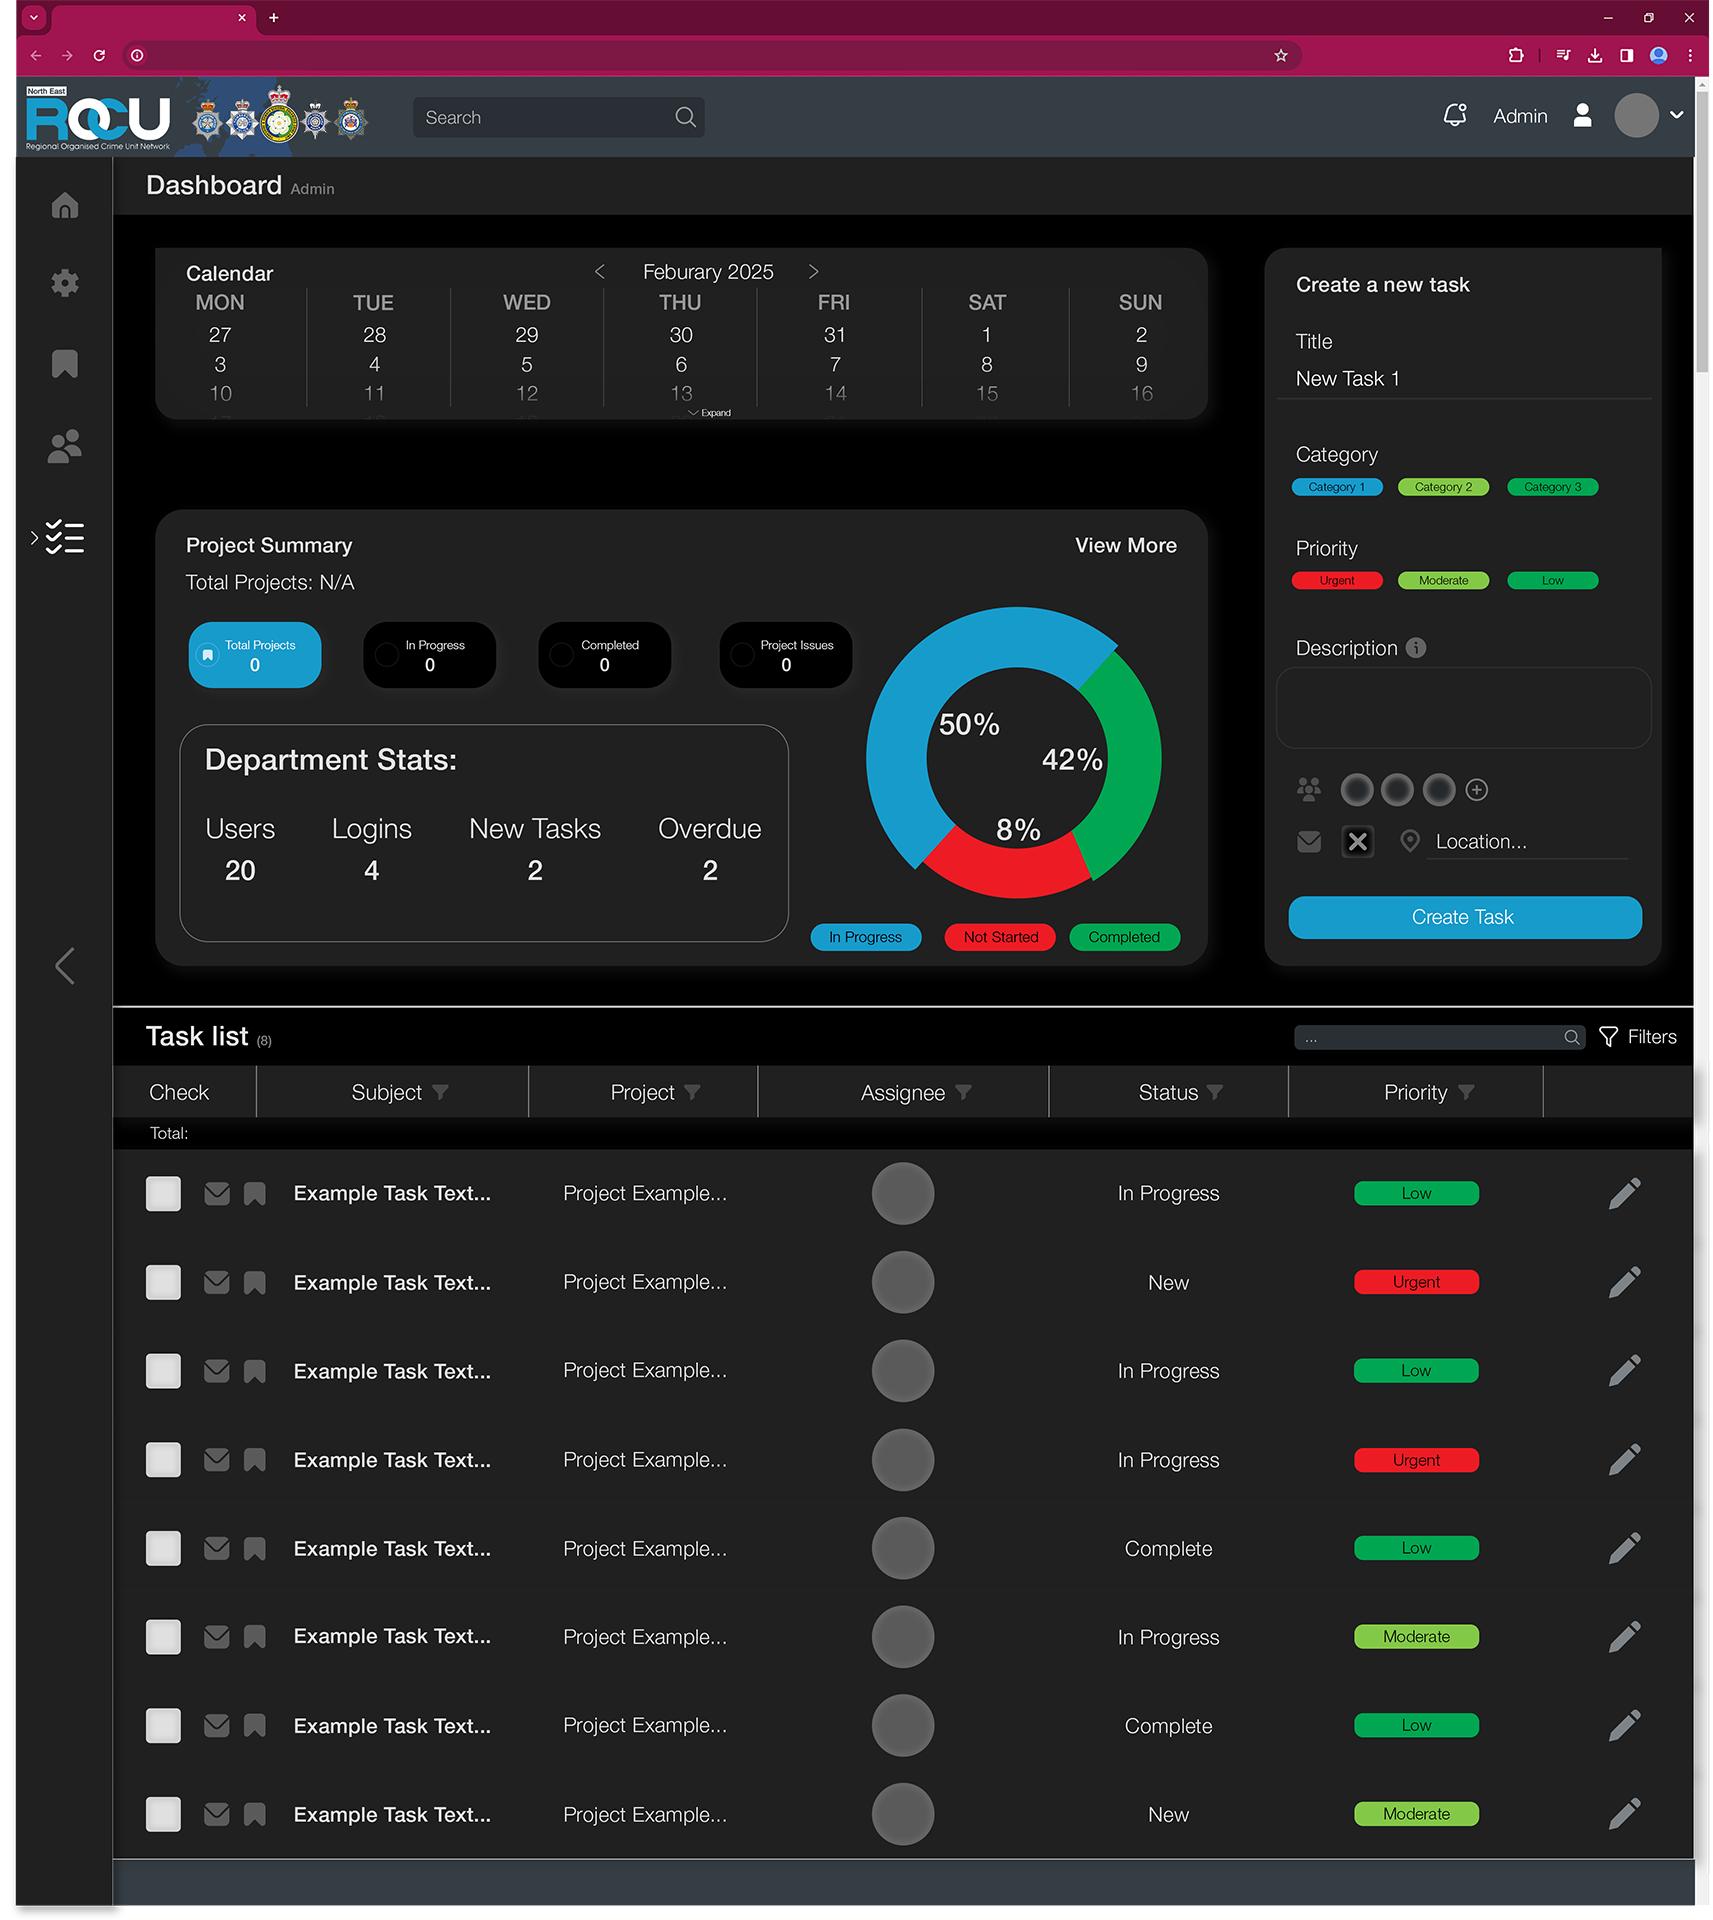 North East
ROCU
Regional Organised Crime Unit Network
Search
Admin
Dashboard Admin
Calendar
Feburary 2025
MON TUE WED THU FRI SAT SUN
27 28 29 30 31 1 2
3 4 5 6 7 8 9
10 11 12 13 14 15 16
Expand
Create a new task
Title
New Task 1
Category
Category 1 Category 2 Category 3
Priority
Urgent Moderate Low
Description
Location...
Create Task
Project Summary
View More
Total Projects: N/A
Total Projects
0
In Progress
0
Completed
0
Project Issues
0
Department Stats:
Users Logins New Tasks Overdue
20 4 2 2
50%
42%
8%
In Progress Not Started Completed
Task list (8)
...
Filters
Check Subject Project Assignee Status Priority
Total:
Example Task Text... Project Example... In Progress Low
Example Task Text... Project Example... New Urgent
Example Task Text... Project Example... In Progress Low
Example Task Text... Project Example... In Progress Urgent
Example Task Text... Project Example... Complete Low
Example Task Text... Project Example... In Progress Moderate
Example Task Text... Project Example... Complete Low
Example Task Text... Project Example... New Moderate